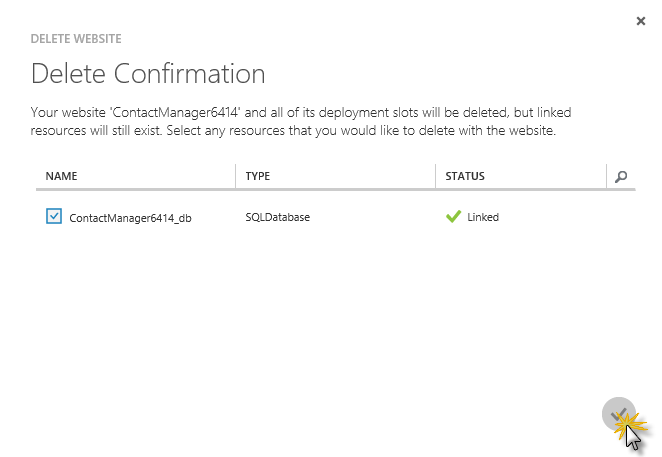 DELETE WEBSITE
Delete Confirmation
Your website 'ContactManager6414' and all of its deployment slots will be deleted, but linked
resources will still exist. Select any resources that you would like to delete with the website.
NAME TYPE STATUS
ContactManager6414_db SQLDatabase Linked